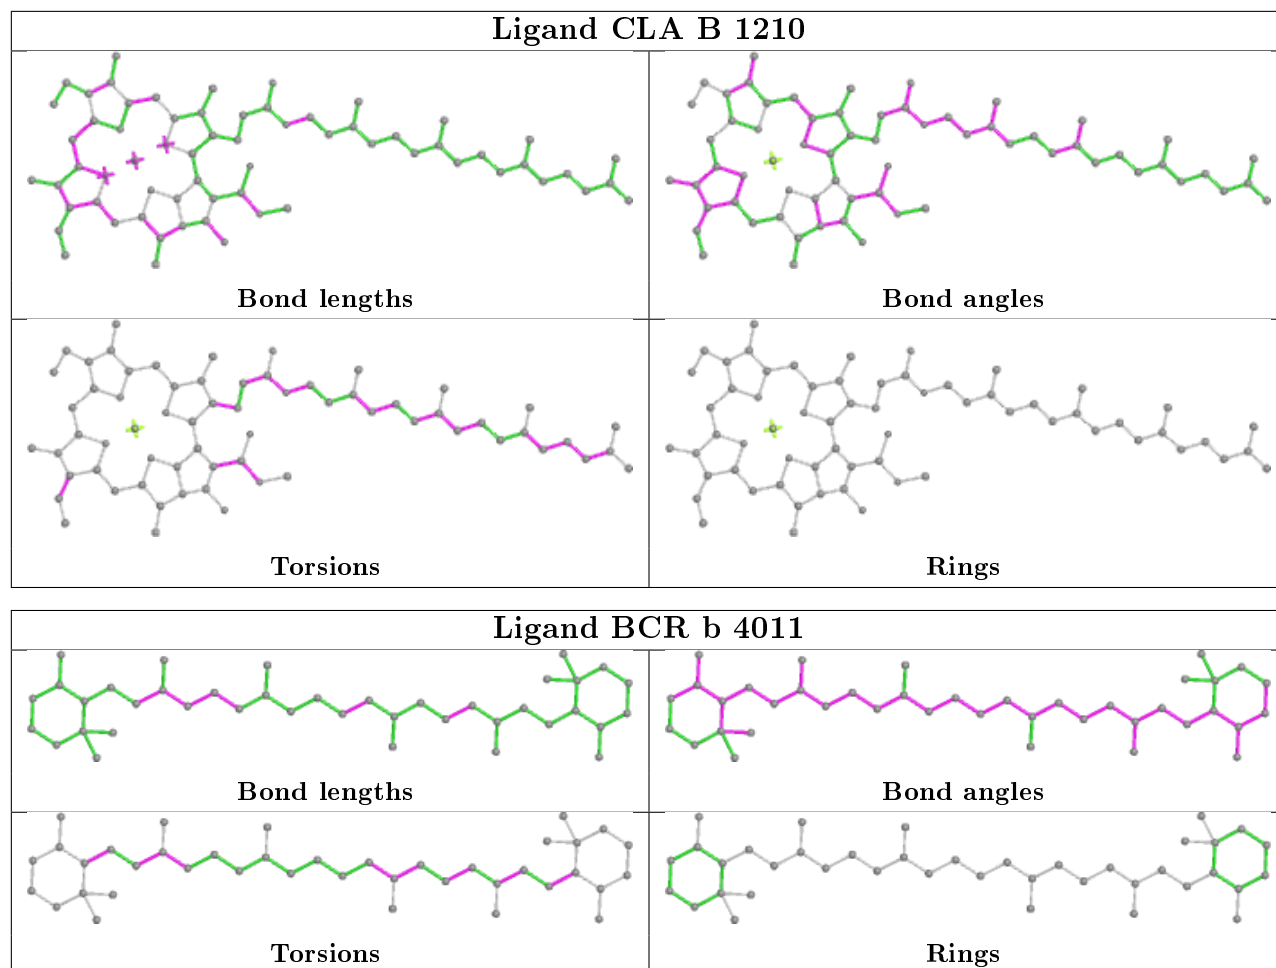 Ligand CLA B 1210
Bond lengths
Bond angles
Torsions
Rings
Ligand BCR b 4011
Bond lengths
Bond angles
Torsions
Rings